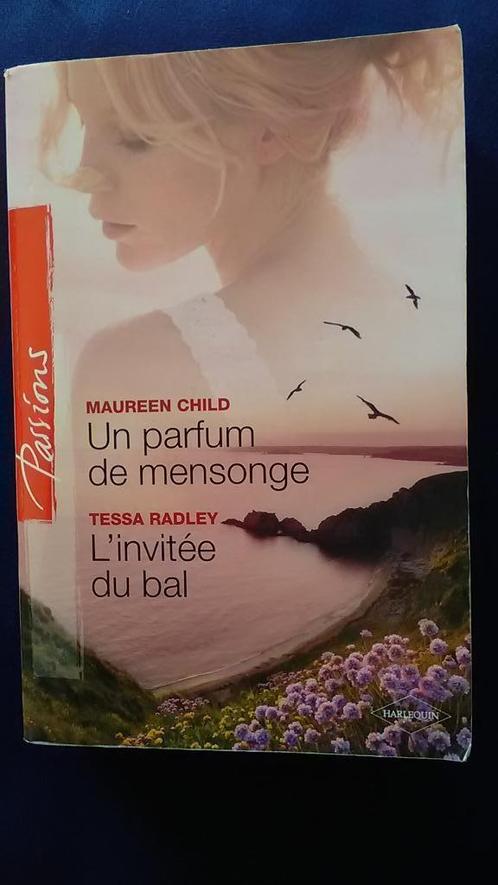 Passions
MAUREEN CHILD
Un parfum
de mensonge
TESSA RADLEY
L'invitée
du bal
HARLEQUIN